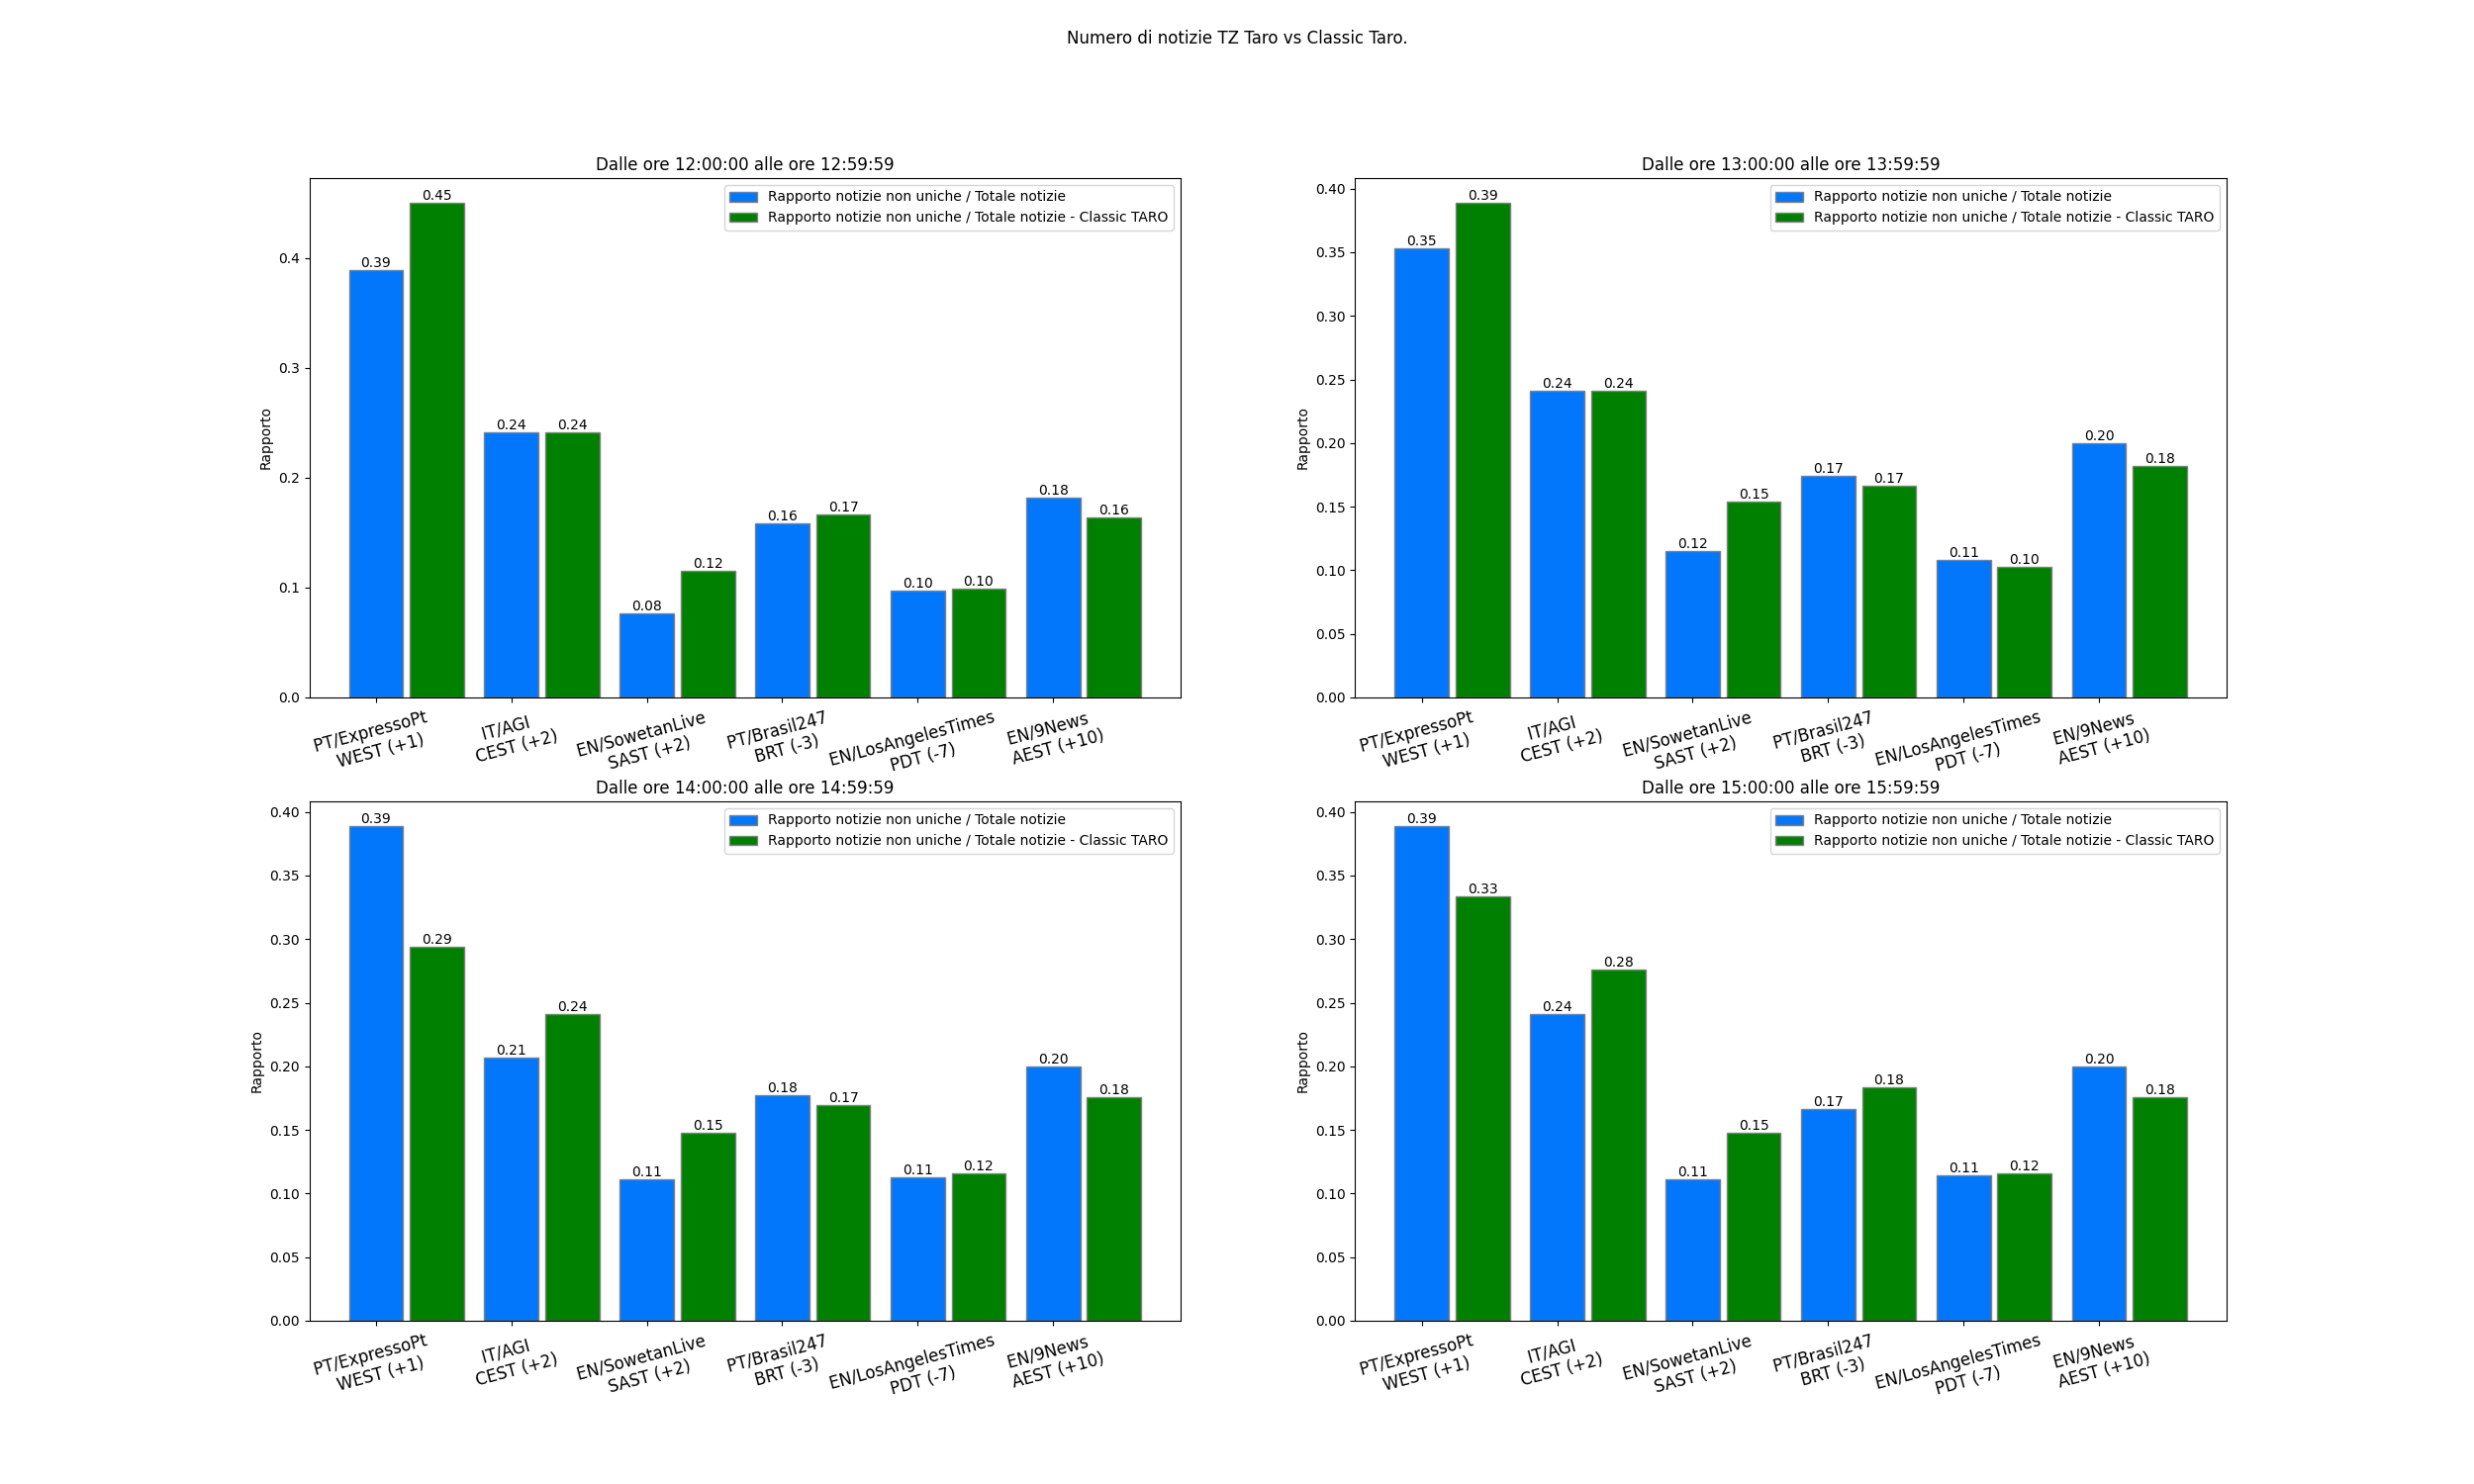 Numero di notizie TZ Taro vs Classic Taro.
Dalle ore 12:00:00 alle ore 12:59:59
Rapporto notizie non uniche / Totale notizie
Rapporto notizie non uniche / Totale notizie - Classic TARO
Rapporto
0.4
0.3
0.2
0.1
0.0
0.39
0.45
0.24
0.24
0.08
0.12
0.16
0.17
0.10
0.10
0.18
0.16
PT/ExpressoPt
WEST (+1)
IT/AGI
CEST (+2)
EN/SowetanLive
SAST (+2)
PT/Brasil247
BRT (-3)
EN/LosAngelesTimes
PDT (-7)
EN/9News
AEST (+10)
Dalle ore 13:00:00 alle ore 13:59:59
Rapporto notizie non uniche / Totale notizie
Rapporto notizie non uniche / Totale notizie - Classic TARO
Rapporto
0.40
0.35
0.30
0.25
0.20
0.15
0.10
0.05
0.00
0.35
0.39
0.24
0.24
0.12
0.15
0.17
0.17
0.11
0.10
0.20
0.18
PT/ExpressoPt
WEST (+1)
IT/AGI
CEST (+2)
EN/SowetanLive
SAST (+2)
PT/Brasil247
BRT (-3)
EN/LosAngelesTimes
PDT (-7)
EN/9News
AEST (+10)
Dalle ore 14:00:00 alle ore 14:59:59
Rapporto notizie non uniche / Totale notizie
Rapporto notizie non uniche / Totale notizie - Classic TARO
Rapporto
0.40
0.35
0.30
0.25
0.20
0.15
0.10
0.05
0.00
0.39
0.29
0.21
0.24
0.11
0.15
0.18
0.17
0.11
0.12
0.20
0.18
PT/ExpressoPt
WEST (+1)
IT/AGI
CEST (+2)
EN/SowetanLive
SAST (+2)
PT/Brasil247
BRT (-3)
EN/LosAngelesTimes
PDT (-7)
EN/9News
AEST (+10)
Dalle ore 15:00:00 alle ore 15:59:59
Rapporto notizie non uniche / Totale notizie
Rapporto notizie non uniche / Totale notizie - Classic TARO
Rapporto
0.40
0.35
0.30
0.25
0.20
0.15
0.10
0.05
0.00
0.39
0.33
0.24
0.28
0.11
0.15
0.17
0.18
0.11
0.12
0.20
0.18
PT/ExpressoPt
WEST (+1)
IT/AGI
CEST (+2)
EN/SowetanLive
SAST (+2)
PT/Brasil247
BRT (-3)
EN/LosAngelesTimes
PDT (-7)
EN/9News
AEST (+10)